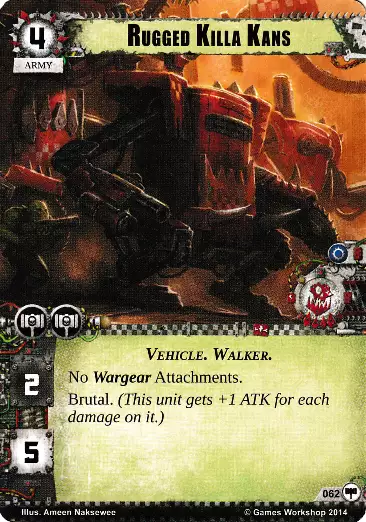 4
ARMY
RUGGED KILLA KANS
VEHICLE. WALKER.
No Wargear Attachments.
Brutal. (This unit gets +1 ATK for each
damage on it.)
2
5
062
Illus. Ameen Naksewee
© Games Workshop 2014